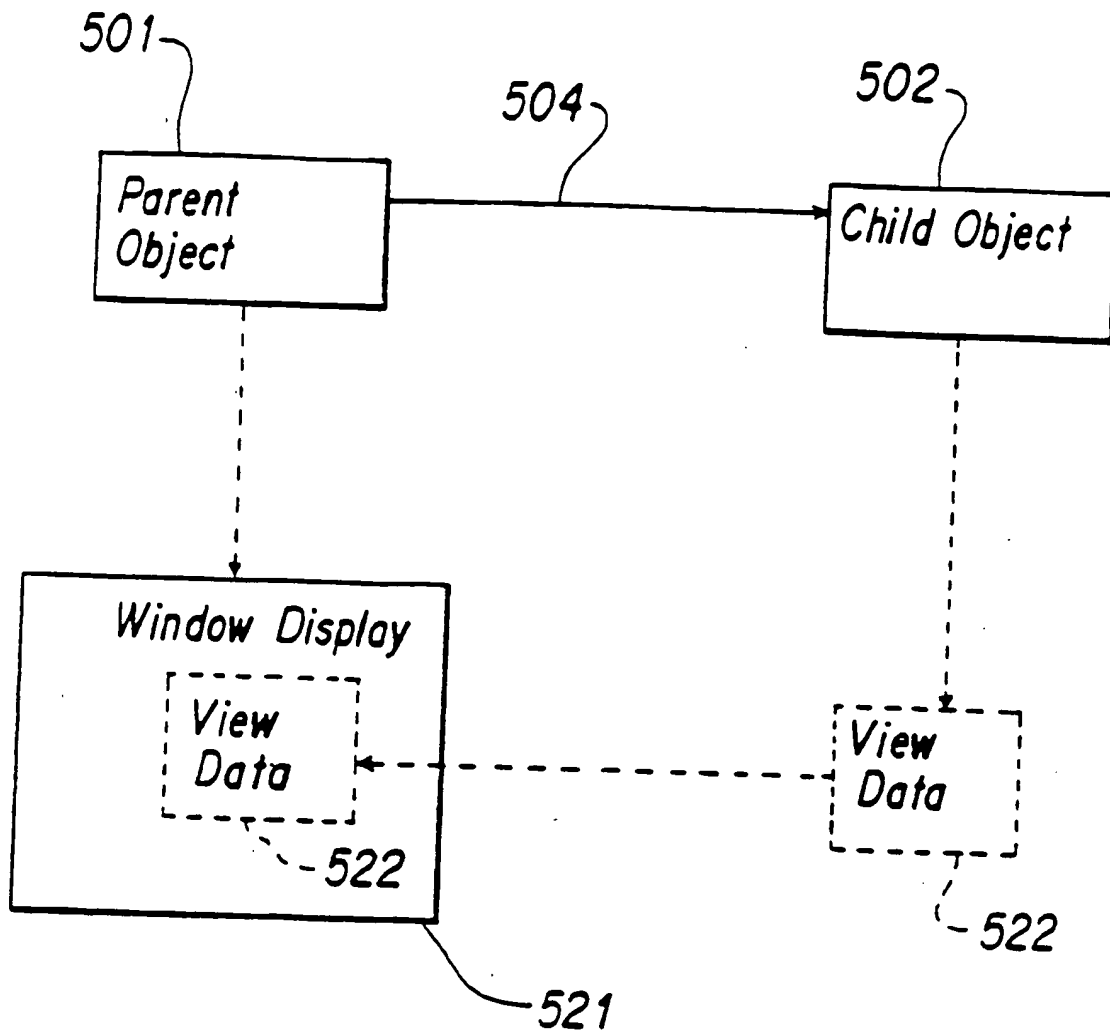 501
504
502
Parent
Object
Child Object
Window Display
View
Data
522
View
Data
522
521